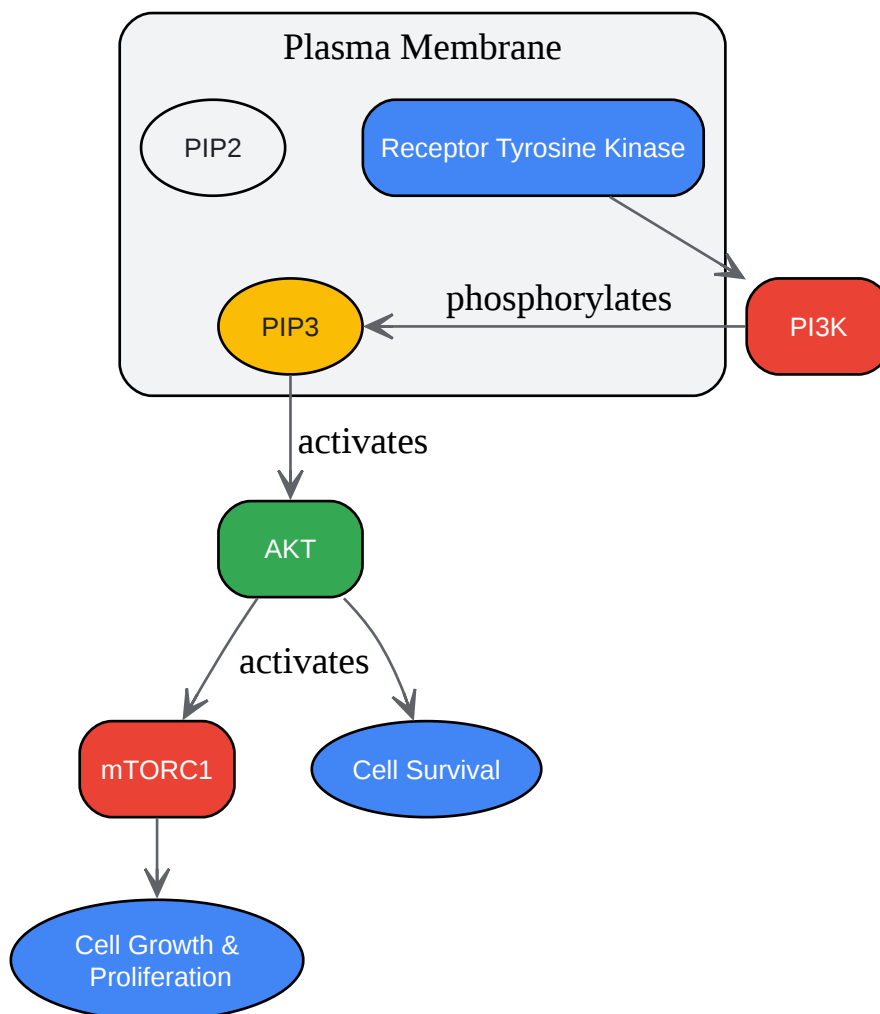 Plasma Membrane
PIP2
Receptor Tyrosine Kinase
phosphorylates
PIP3
PI3K
activates
AKT
activates
mTORC1
Cell Survival
Cell Growth &
Proliferation